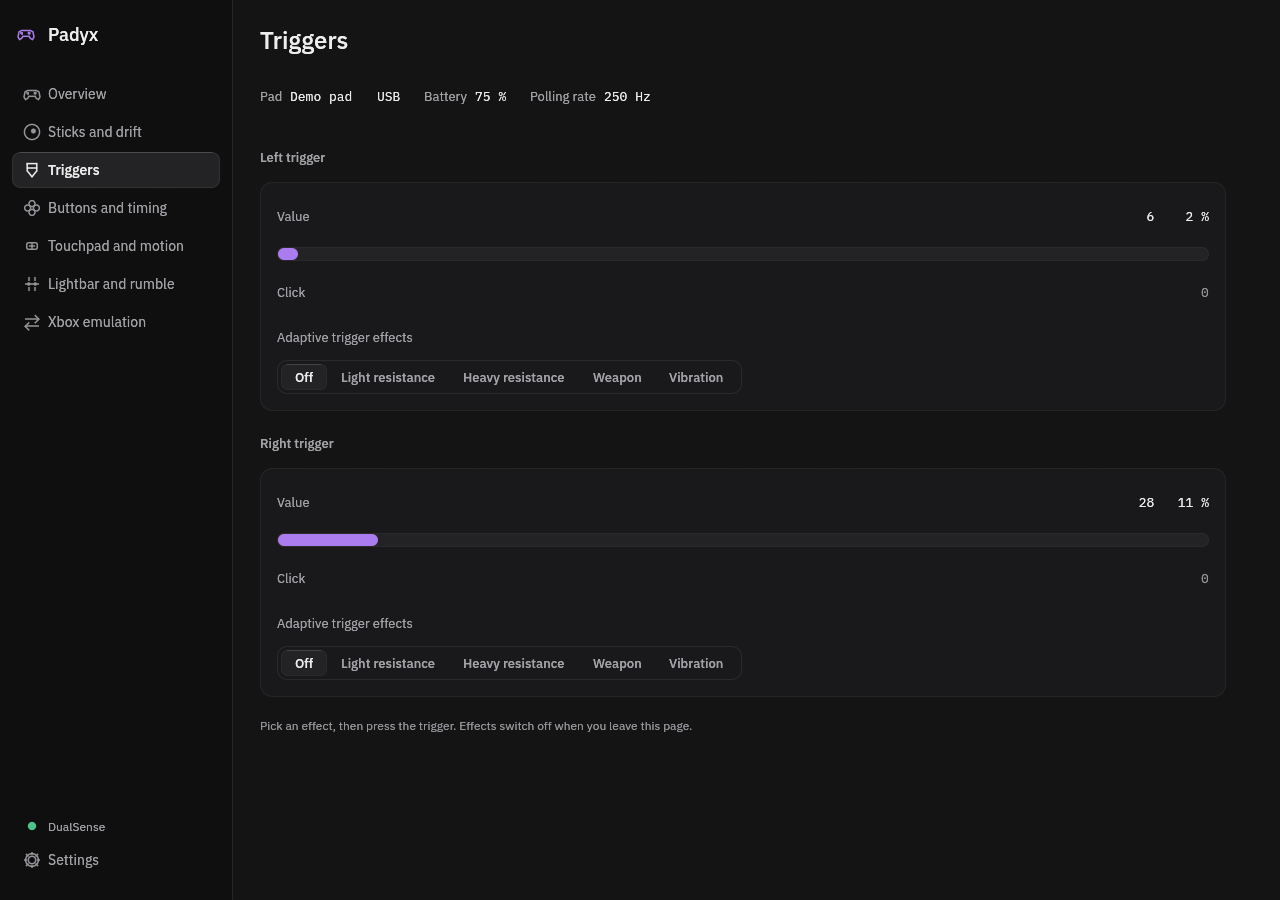 Padyx
Overview
Sticks and drift
Triggers
Buttons and timing
Touchpad and motion
Lightbar and rumble
Xbox emulation
DualSense
Settings
Triggers
Pad Demo pad USB Battery 75 % Polling rate 250 Hz
Left trigger
Value 6 2 %
Click 0
Adaptive trigger effects
Off Light resistance Heavy resistance Weapon Vibration
Right trigger
Value 28 11 %
Click 0
Adaptive trigger effects
Off Light resistance Heavy resistance Weapon Vibration
Pick an effect, then press the trigger. Effects switch off when you leave this page.